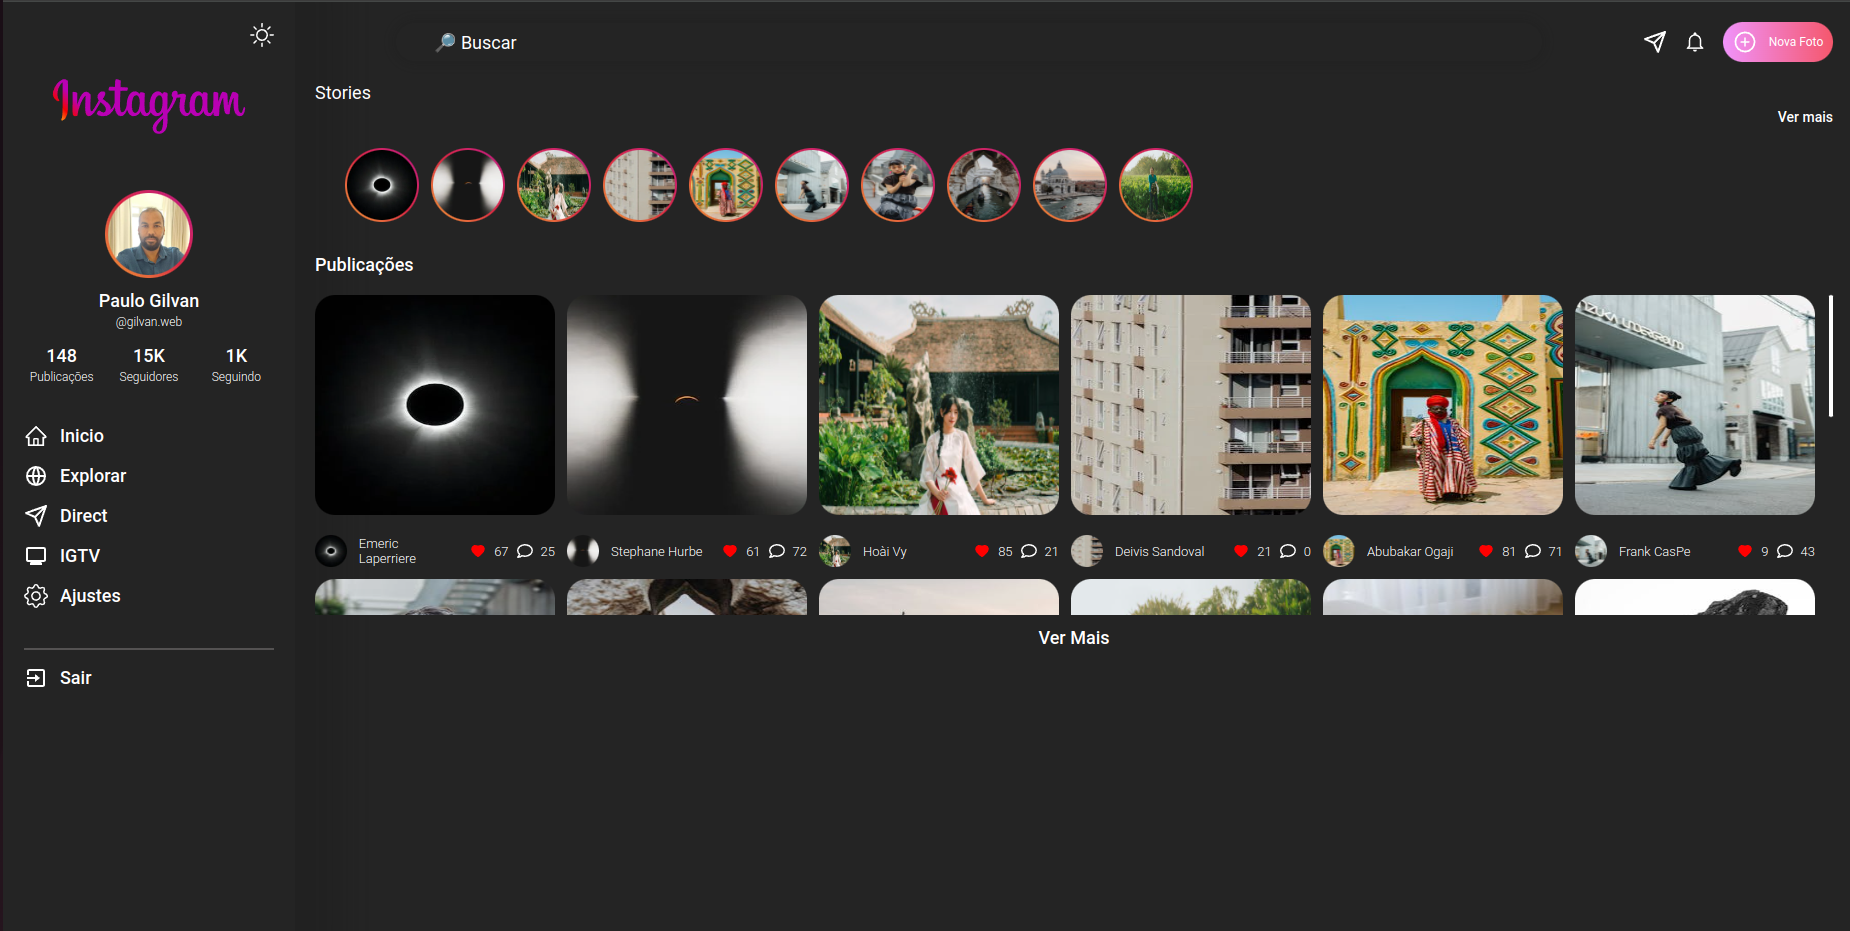 Instagram
Paulo Gilvan
@gilvan.web
148 15K 1K
Publicações Seguidores Seguindo
Inicio
Explorar
Direct
IGTV
Ajustes
Sair
🔎 Buscar
Nova Foto
Stories
Ver mais
Publicações
Emeric
Laperriere
67 25
Stephane Hurbe 61 72
Hoài Vy 85 21
Deivis Sandoval 21 0
Abubakar Ogaji 81 71
Frank CasPe 9 43
Ver Mais